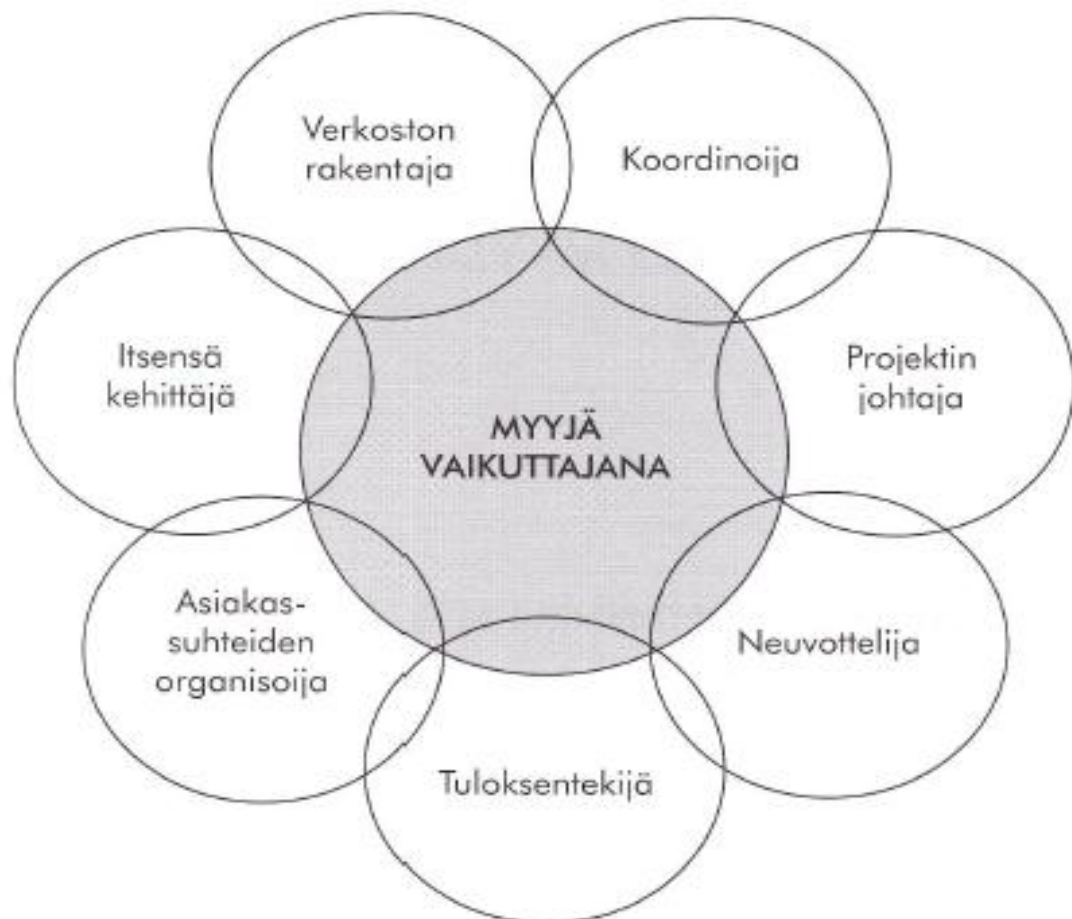 Verkoston
rakentaja
Koordinoija
Itsensä
kehittäjä
Projektin
johtaja
MYYJÄ
VAIKUTTAJANA
Asiakas-
suhteiden
organisoija
Neuvottelija
Tuloksentekijä